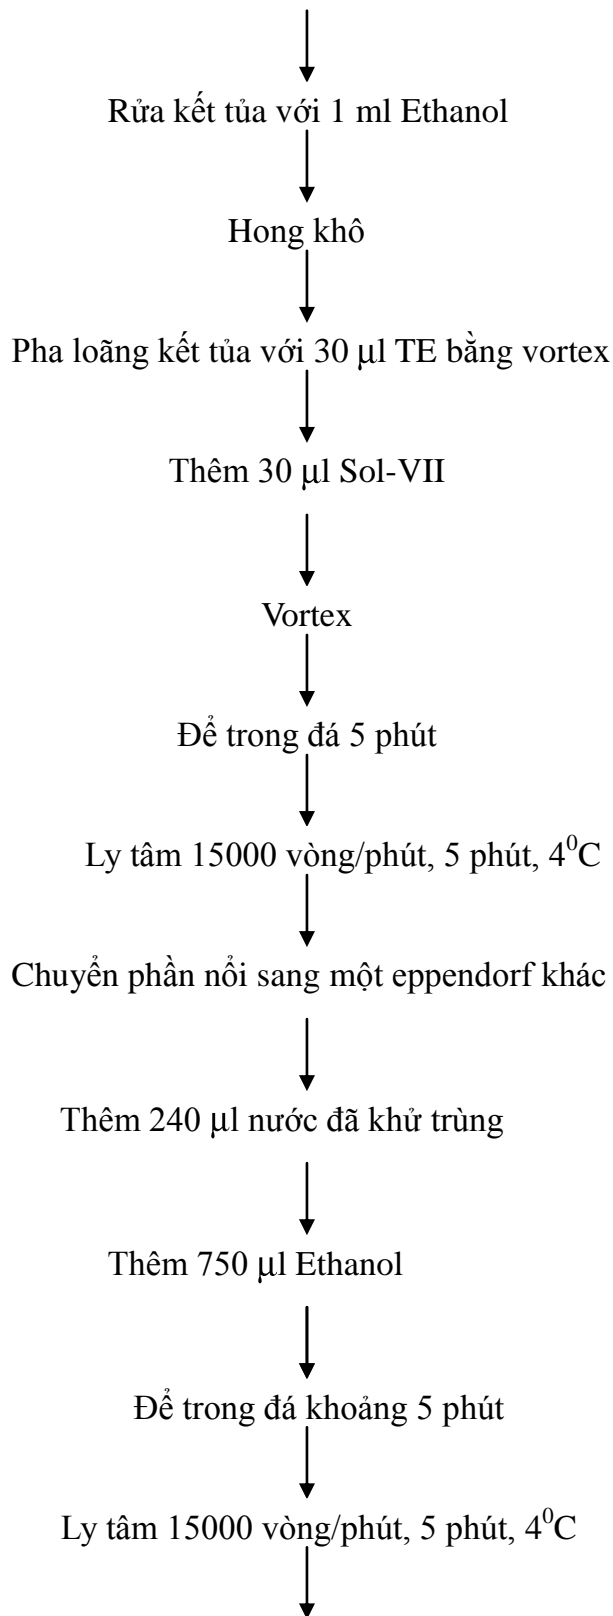 Rửa kết tủa với 1 ml Ethanol
Hong khô
Pha loãng kết tủa với 30 μl TE bằng vortex
Thêm 30 μl Sol-VII
Vortex
Để trong đá 5 phút
Ly tâm 15000 vòng/phút, 5 phút, 4⁰C
Chuyển phần nổi sang một eppendorf khác
Thêm 240 μl nước đã khử trùng
Thêm 750 μl Ethanol
Để trong đá khoảng 5 phút
Ly tâm 15000 vòng/phút, 5 phút, 4⁰C